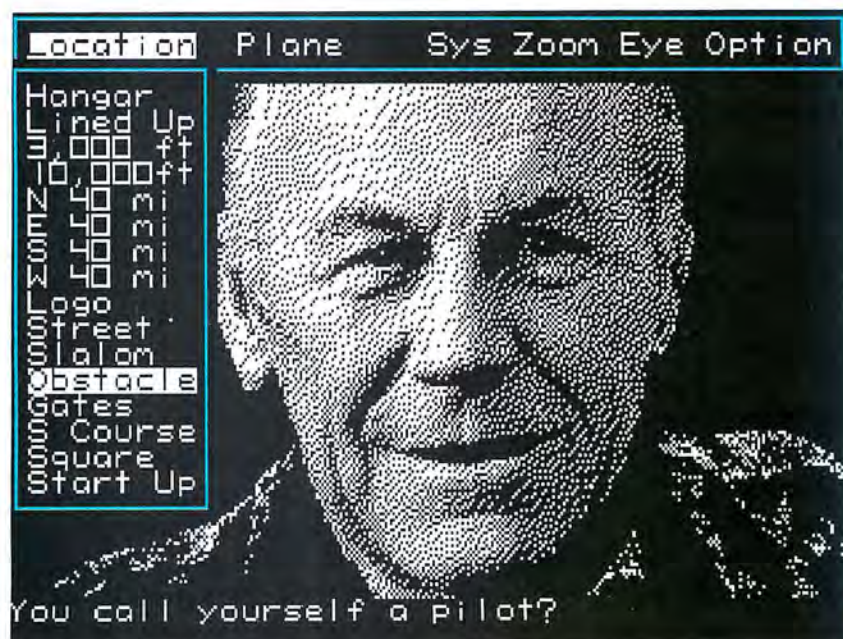 Location Plane Sys Zoom Eye Option
Hangar
Lined Up
3,000 ft
10,000ft
N 40 mi
E 40 mi
S 40 mi
W 40 mi
Logo
Street
Slalom
Obstacle
Gates
S Course
Square
Start Up
You call yourself a pilot?